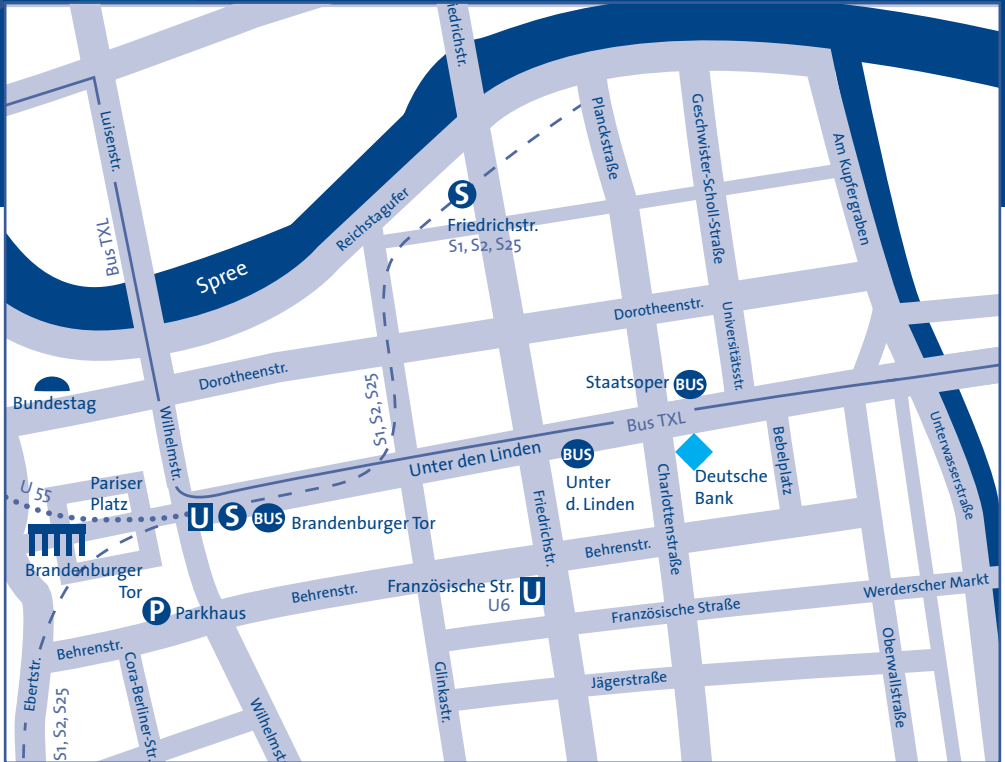 iedrichstr.
Luisenstr.
Planckstraße
Geschwister-Scholl-Straße
Am Kupfergraben
Bus TXL
Reichstagufer
S
Friedrichstr.
S1, S2, S25
Spree
Dorotheenstr.
Universitätsstr.
Dorotheenstr.
Staatsoper BUS
Bundestag
S1, S2, S25
Wilhelmstr.
Bus TXL
Unterwasserstraße
Unter den Linden
BUS
Unter
d. Linden
Charlottenstraße
Deutsche
Bank
Bebelplatz
U 55
Pariser
Platz
U S BUS Brandenburger Tor
Friedrichstr.
Behrenstr.
Brandenburger
Tor
P Parkhaus
Behrenstr.
Französische Str. U
U6
Werderscher Markt
Französische Straße
Behrenstr.
Cora-Berliner-Str.
Ebertstr.
S1, S2, S25
Wilhelmst
Glinkastr.
Jägerstraße
Oberwallstraße